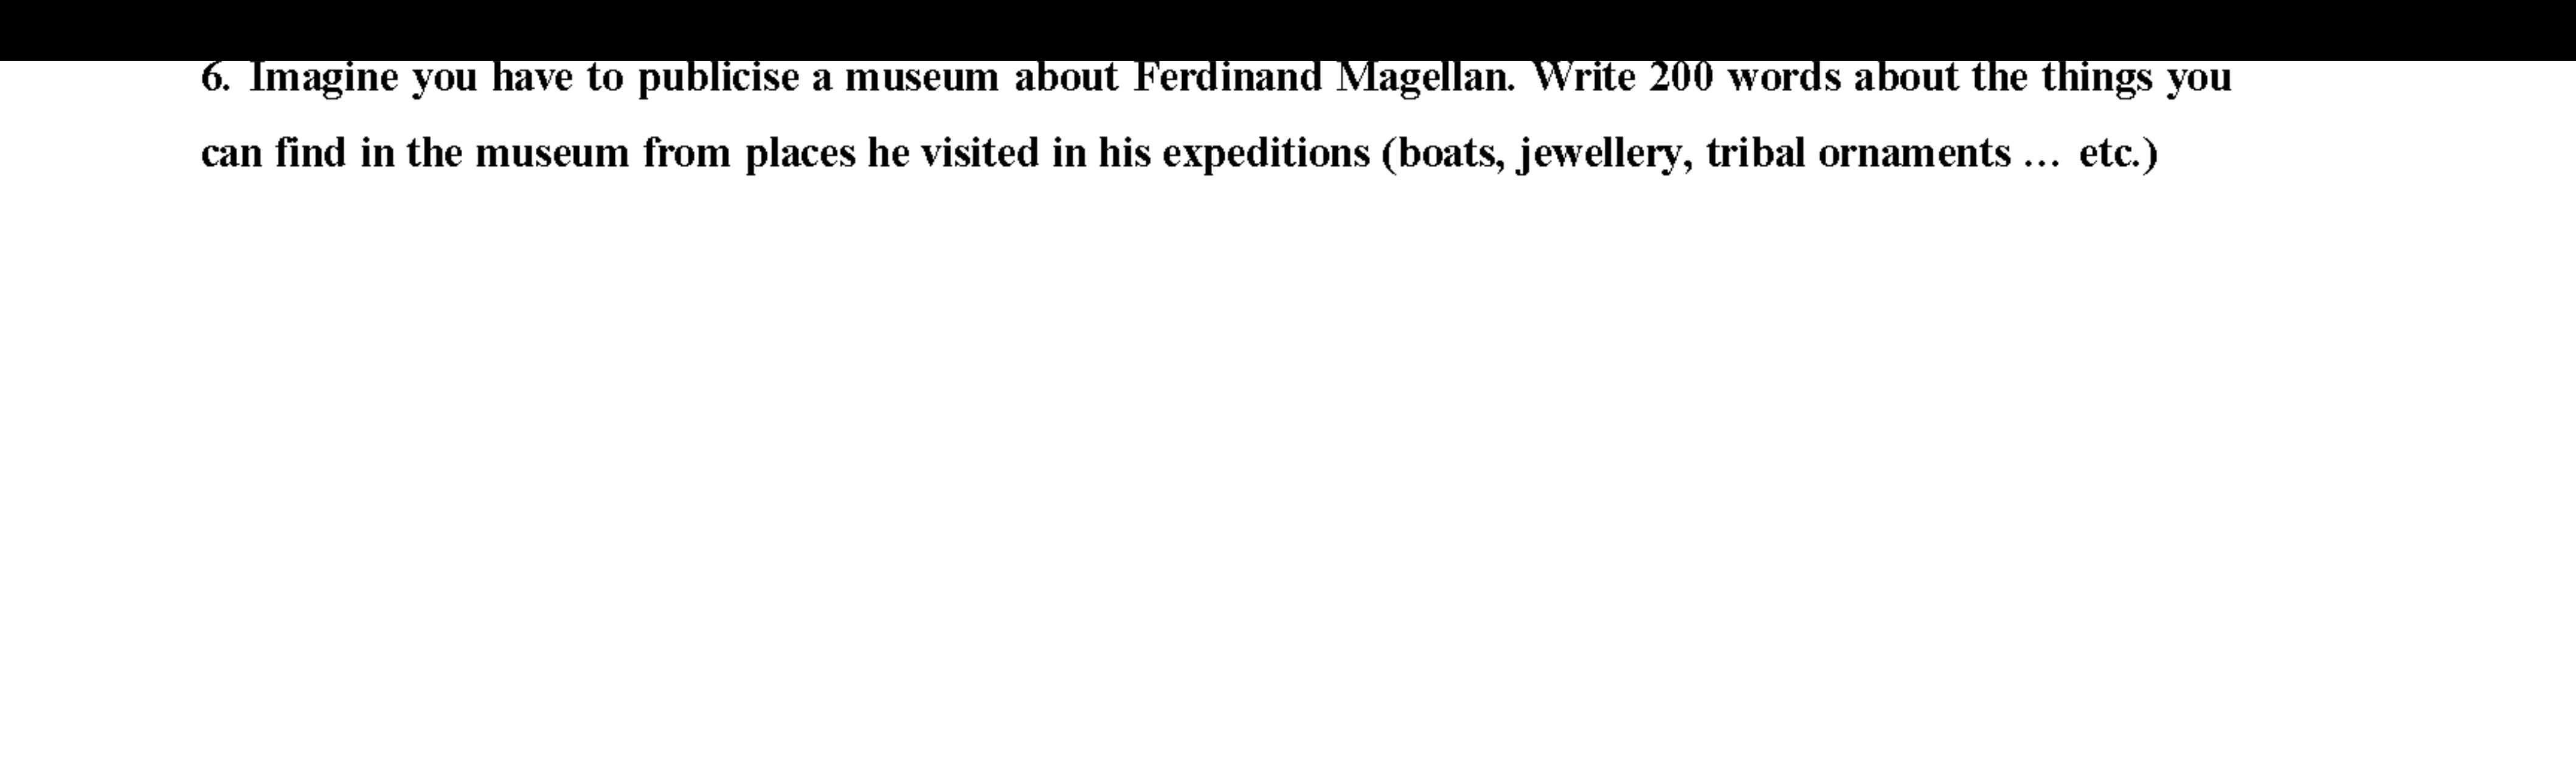 6. Imagine you have to publicise a museum about Ferdinand Magellan. Write 200 words about the things you
can find in the museum from places he visited in his expeditions (boats, jewellery, tribal ornaments … etc.)